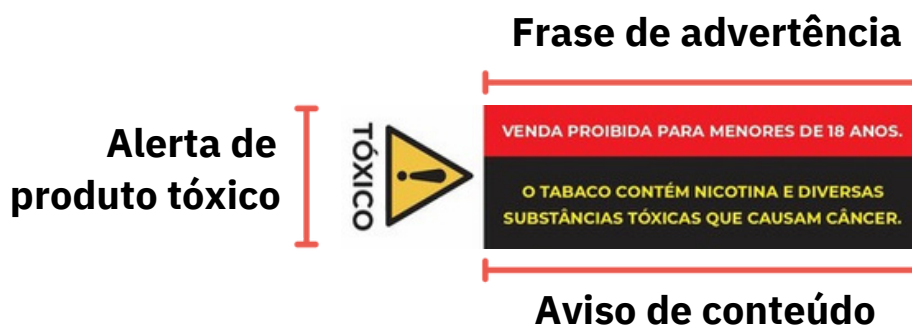 Frase de advertência
Alerta de
produto tóxico
TÓXICO
VENDA PROIBIDA PARA MENORES DE 18 ANOS.
O TABACO CONTÉM NICOTINA E DIVERSAS
SUBSTÂNCIAS TÓXICAS QUE CAUSAM CÂNCER.
Aviso de conteúdo